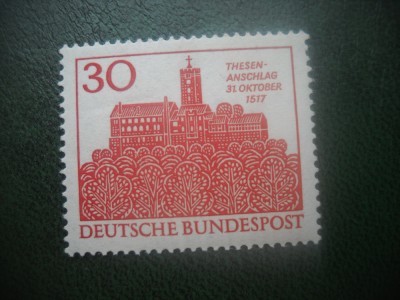 30
THESEN-
ANSCHLAG
31. OKTOBER
1517
DEUTSCHE BUNDESPOST